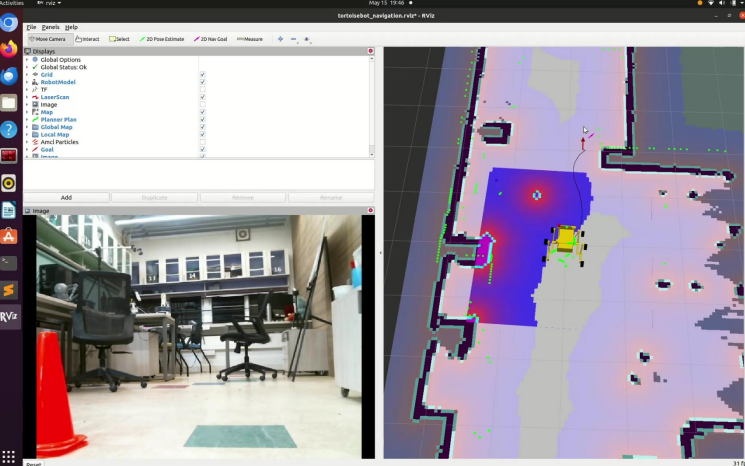 Activities
RViz
May 15 19:46
tortoisebot_navigation.rviz* - RViz
File Panels Help
Move Camera Interact Select 2D Pose Estimate 2D Nav Goal Measure
Displays
Global Options
Global Status: Ok
Grid
RobotModel
TF
LaserScan
Image
Map
Planner Plan
Global Map
Local Map
Amcl Particles
Goal
Image
Add Duplicate Remove Rename
Image
13 14 16
RViz
Reset